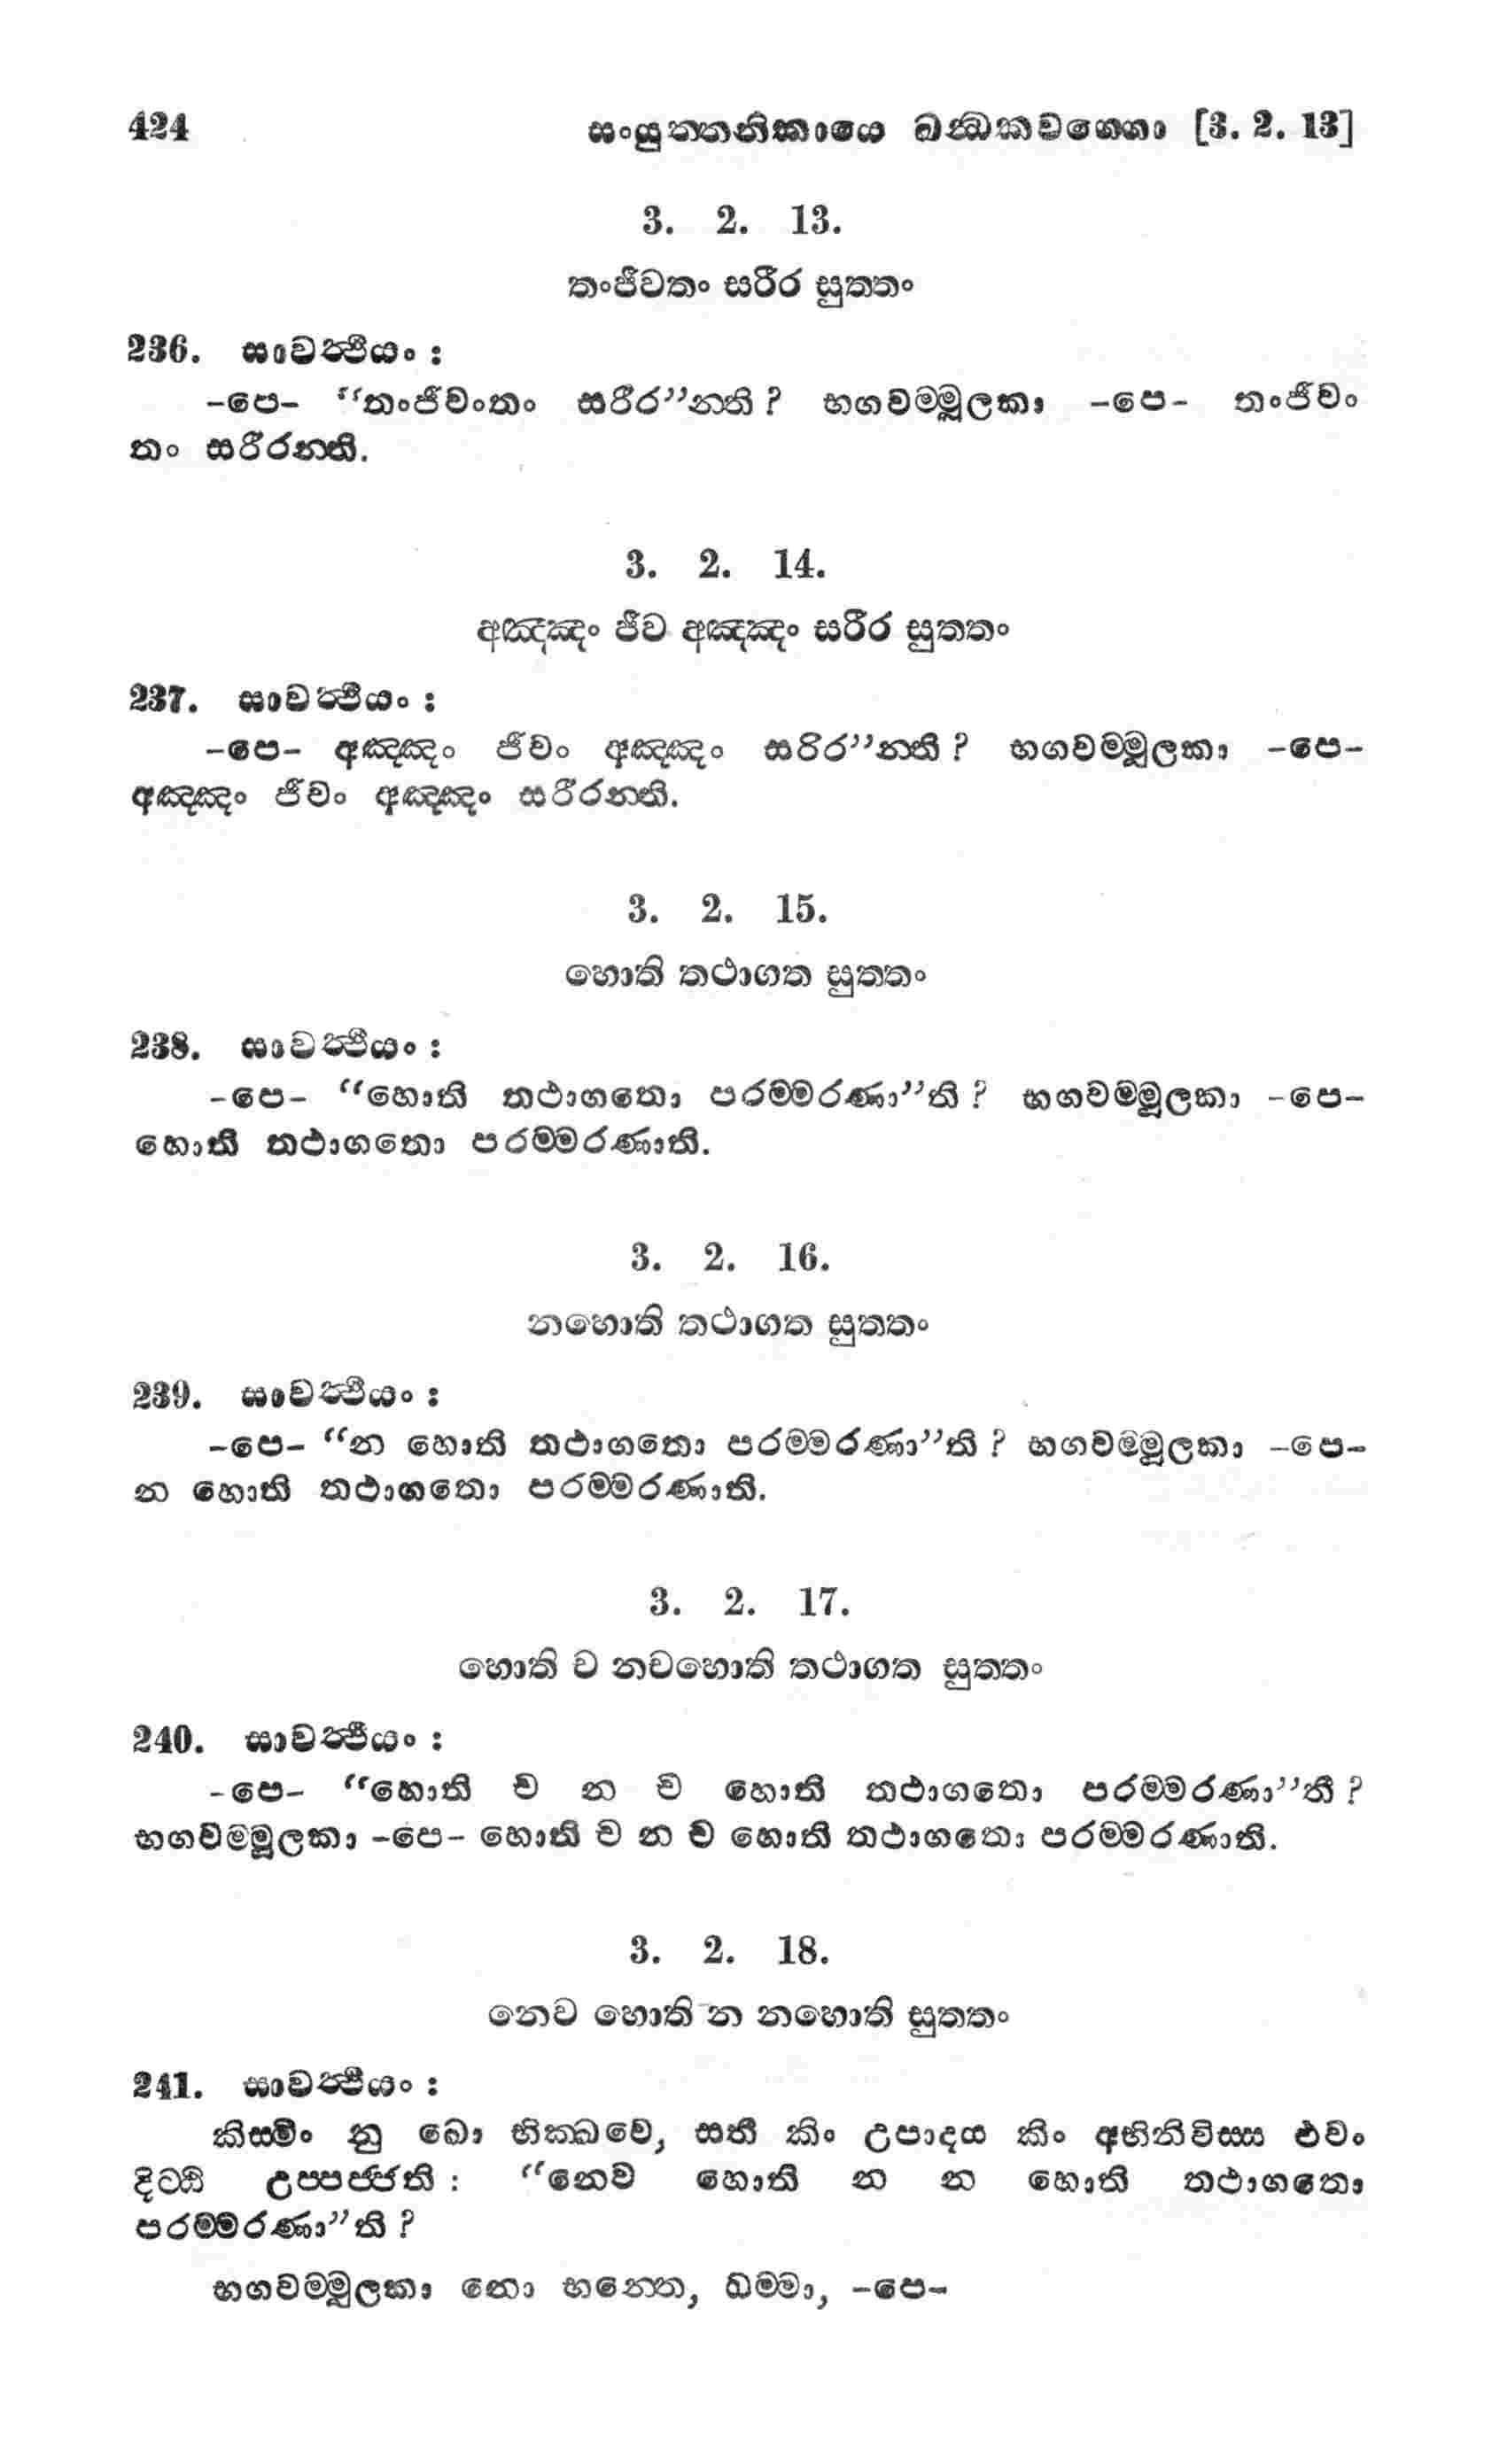 424 සංයුත්තනිකායෙ ඛන්ධකවග්ගො [3. 2. 13]
3. 2. 13.
තංජීවතං සරීර සුත්තං
236. සාවත්ථියං :
-පෙ- “තංජීවංතං සරීර”න්ති ? භගවම්මූලකා -පෙ- තංජීවං
තං සරීරන්ති.
3. 2. 14.
අඤ්ඤං ජීව අඤ්ඤං සරීර සුත්තං
237. සාවත්ථියං :
-පෙ- අඤ්ඤං ජීවං අඤ්ඤං සරිර”න්ති ? භගවම්මූලකා -පෙ-
අඤ්ඤං ජීවං අඤ්ඤං සරීරන්ති.
3. 2. 15.
හොති තථාගත සුත්තං
238. සාවත්ථියං :
-පෙ- “හොති තථාගතො පරම්මරණා”ති ? භගවම්මූලකා -පෙ-
හොති තථාගතො පරම්මරණාති.
3. 2. 16.
නහොති තථාගත සුත්තං
239. සාවත්ථියං :
-පෙ- “න හොති තථාගතො පරම්මරණා”ති ? භගවම්මූලකා -පෙ-
න හොති තථාගතො පරම්මරණාති.
3. 2. 17.
හොති ච නචහොති තථාගත සුත්තං
240. සාවත්ථියං :
-පෙ- “හොති ච න ච හොති තථාගතො පරම්මරණා”ති ?
භගවම්මූලකා -පෙ- හොති ච න ච හොති තථාගතො පරම්මරණාති.
3. 2. 18.
නෙව හොති න නහොති සුත්තං
241. සාවත්ථියං :
කිස්මිං නු ඛො භික්ඛවෙ, සති කිං උපාදාය කිං අභිනිවිස්ස එවං
දිට්ඨි උප්පජ්ජති : “නෙව හොති න න හොති තථාගතො
පරම්මරණා”ති ?
භගවම්මූලකා නො භන්තෙ, ධම්මා, -පෙ-